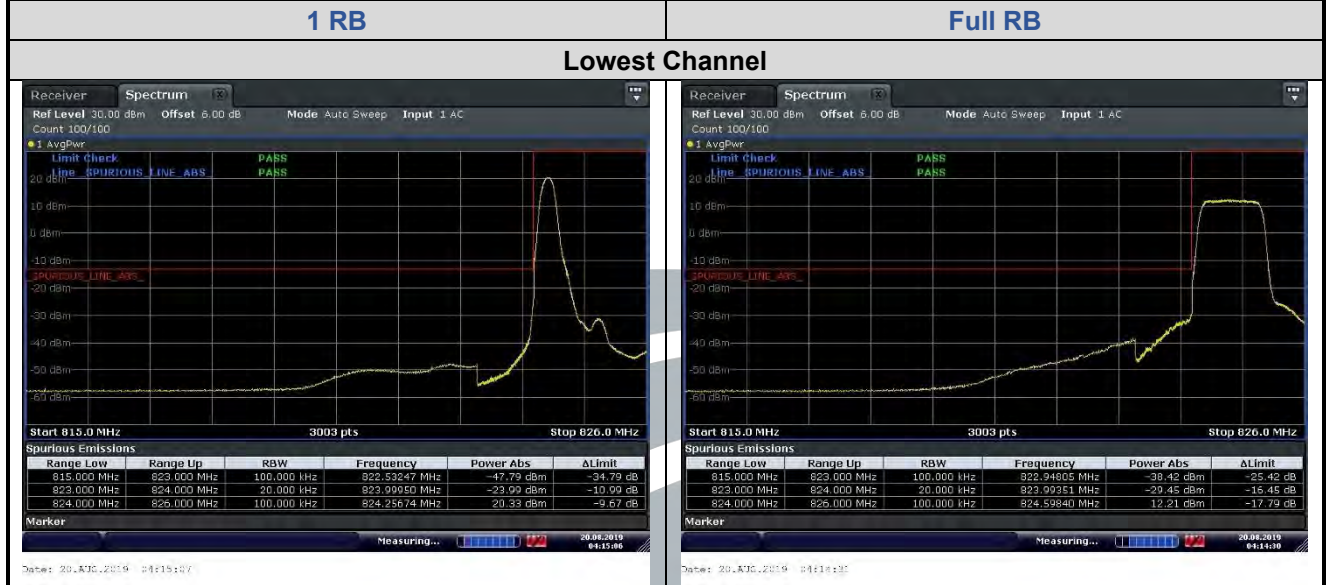 1 RB
Full RB
Lowest Channel
Receiver Spectrum
Ref Level 30.00 dBm Offset 6.00 dB Mode Auto Sweep Input 1 AC
Count 100/100
1 AvgPwr
Limit Check PASS
Line _SPURIOUS_LINE_ABS_ PASS
20 dBm
10 dBm
0 dBm
-10 dBm
_SPURIOUS_LINE_ABS_
-20 dBm
-30 dBm
-40 dBm
-50 dBm
-60 dBm
Start 815.0 MHz 3003 pts Stop 826.0 MHz
Spurious Emissions
Range Low Range Up RBW Frequency Power Abs ΔLimit
815.000 MHz 823.000 MHz 100.000 kHz 822.53247 MHz -47.79 dBm -34.79 dB
823.000 MHz 824.000 MHz 20.000 kHz 823.99950 MHz -23.99 dBm -10.99 dB
824.000 MHz 826.000 MHz 100.000 kHz 824.25674 MHz 20.33 dBm -9.67 dB
Marker
Measuring... 20.08.2019
04:15:06
Date: 20.AUG.2019 04:15:07
Receiver Spectrum
Ref Level 30.00 dBm Offset 6.00 dB Mode Auto Sweep Input 1 AC
Count 100/100
1 AvgPwr
Limit Check PASS
Line _SPURIOUS_LINE_ABS_ PASS
20 dBm
10 dBm
0 dBm
-10 dBm
_SPURIOUS_LINE_ABS_
-20 dBm
-30 dBm
-40 dBm
-50 dBm
-60 dBm
Start 815.0 MHz 3003 pts Stop 826.0 MHz
Spurious Emissions
Range Low Range Up RBW Frequency Power Abs ΔLimit
815.000 MHz 823.000 MHz 100.000 kHz 822.94805 MHz -38.42 dBm -25.42 dB
823.000 MHz 824.000 MHz 20.000 kHz 823.99351 MHz -29.45 dBm -16.45 dB
824.000 MHz 826.000 MHz 100.000 kHz 824.59840 MHz 12.21 dBm -17.79 dB
Marker
Measuring... 20.08.2019
04:14:30
Date: 20.AUG.2019 04:14:31